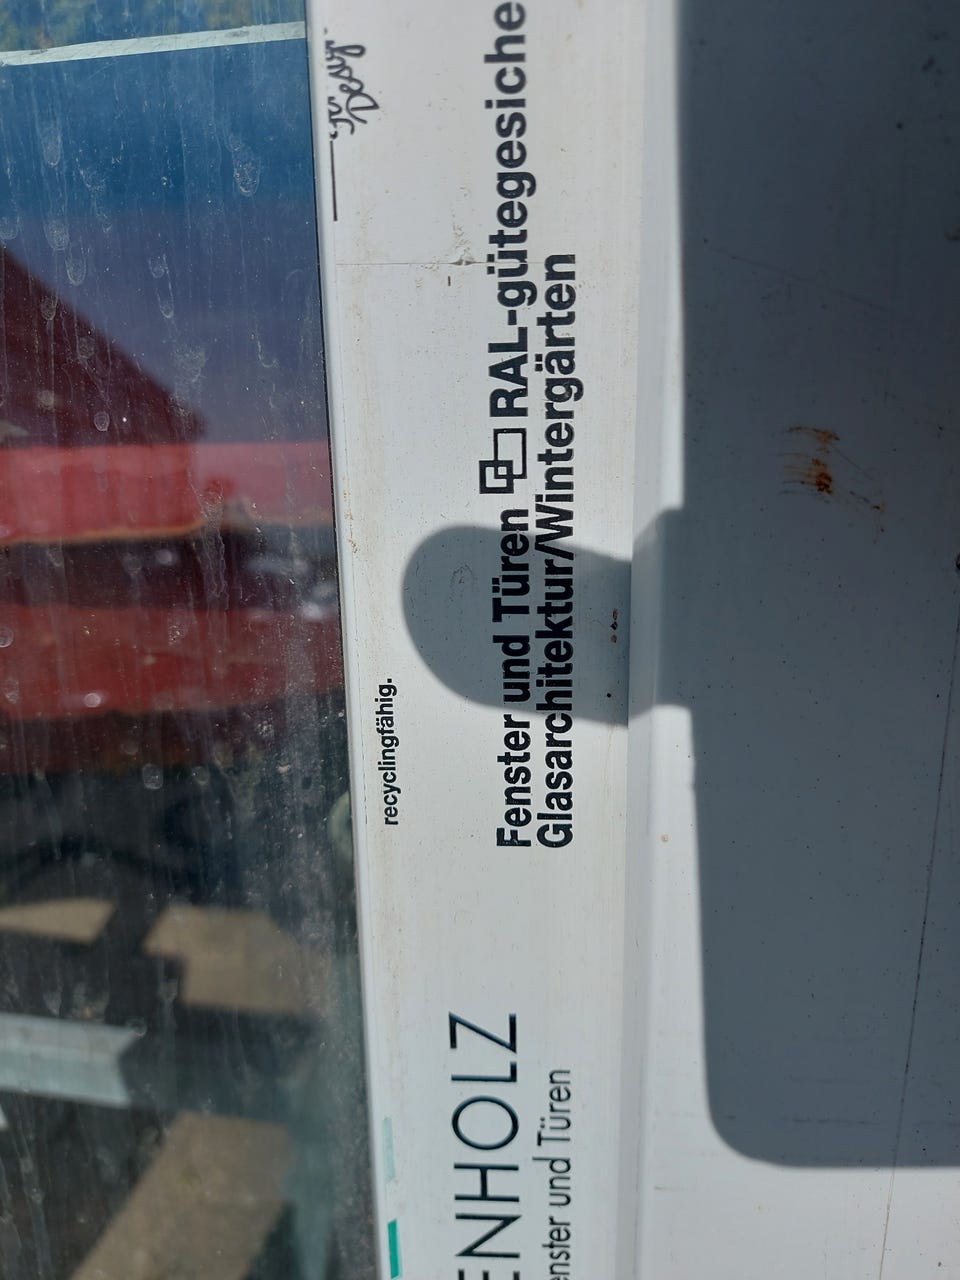 recyclingfähig.
Fenster und Türen RAL-gütegesiche
Glasarchitektur/Wintergärten
ENHOLZ
enster und Türen